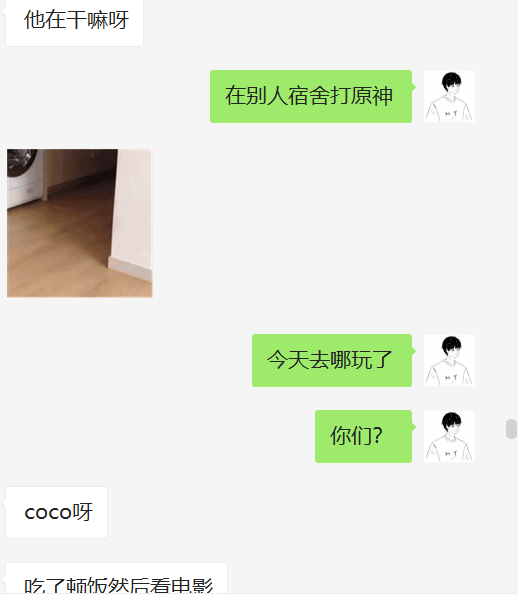 他在干嘛呀
在别人宿舍打原神
今天去哪玩了
你们？
coco呀
吃了顿饭然后看电影